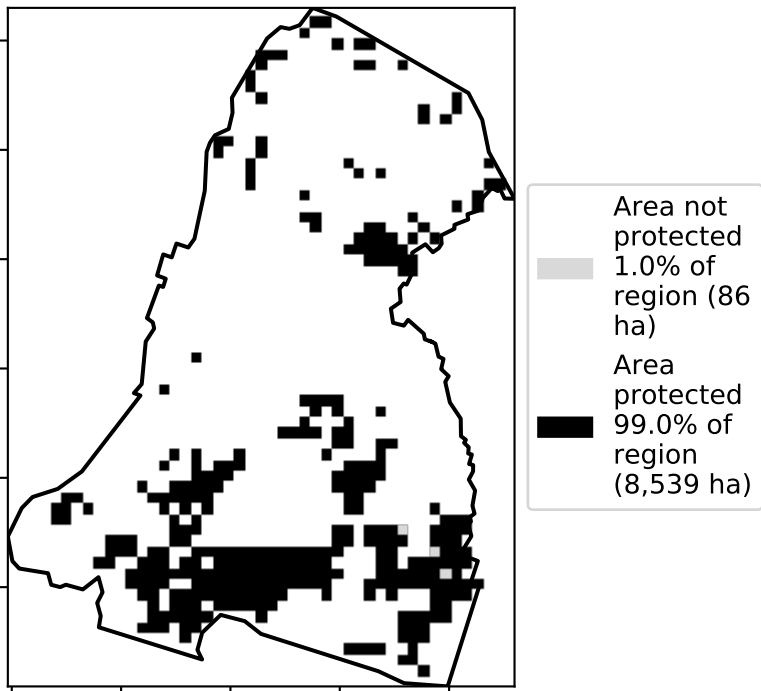 Area not
protected
1.0% of
region (86
ha)
Area
protected
99.0% of
region
(8,539 ha)